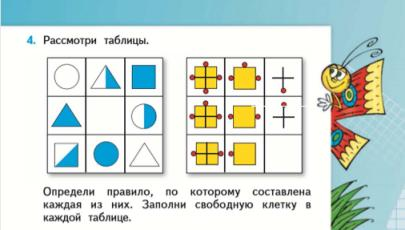 4. Рассмотри таблицы.
Определи правило, по которому составлена
каждая из них. Заполни свободную клетку в
каждой таблице.